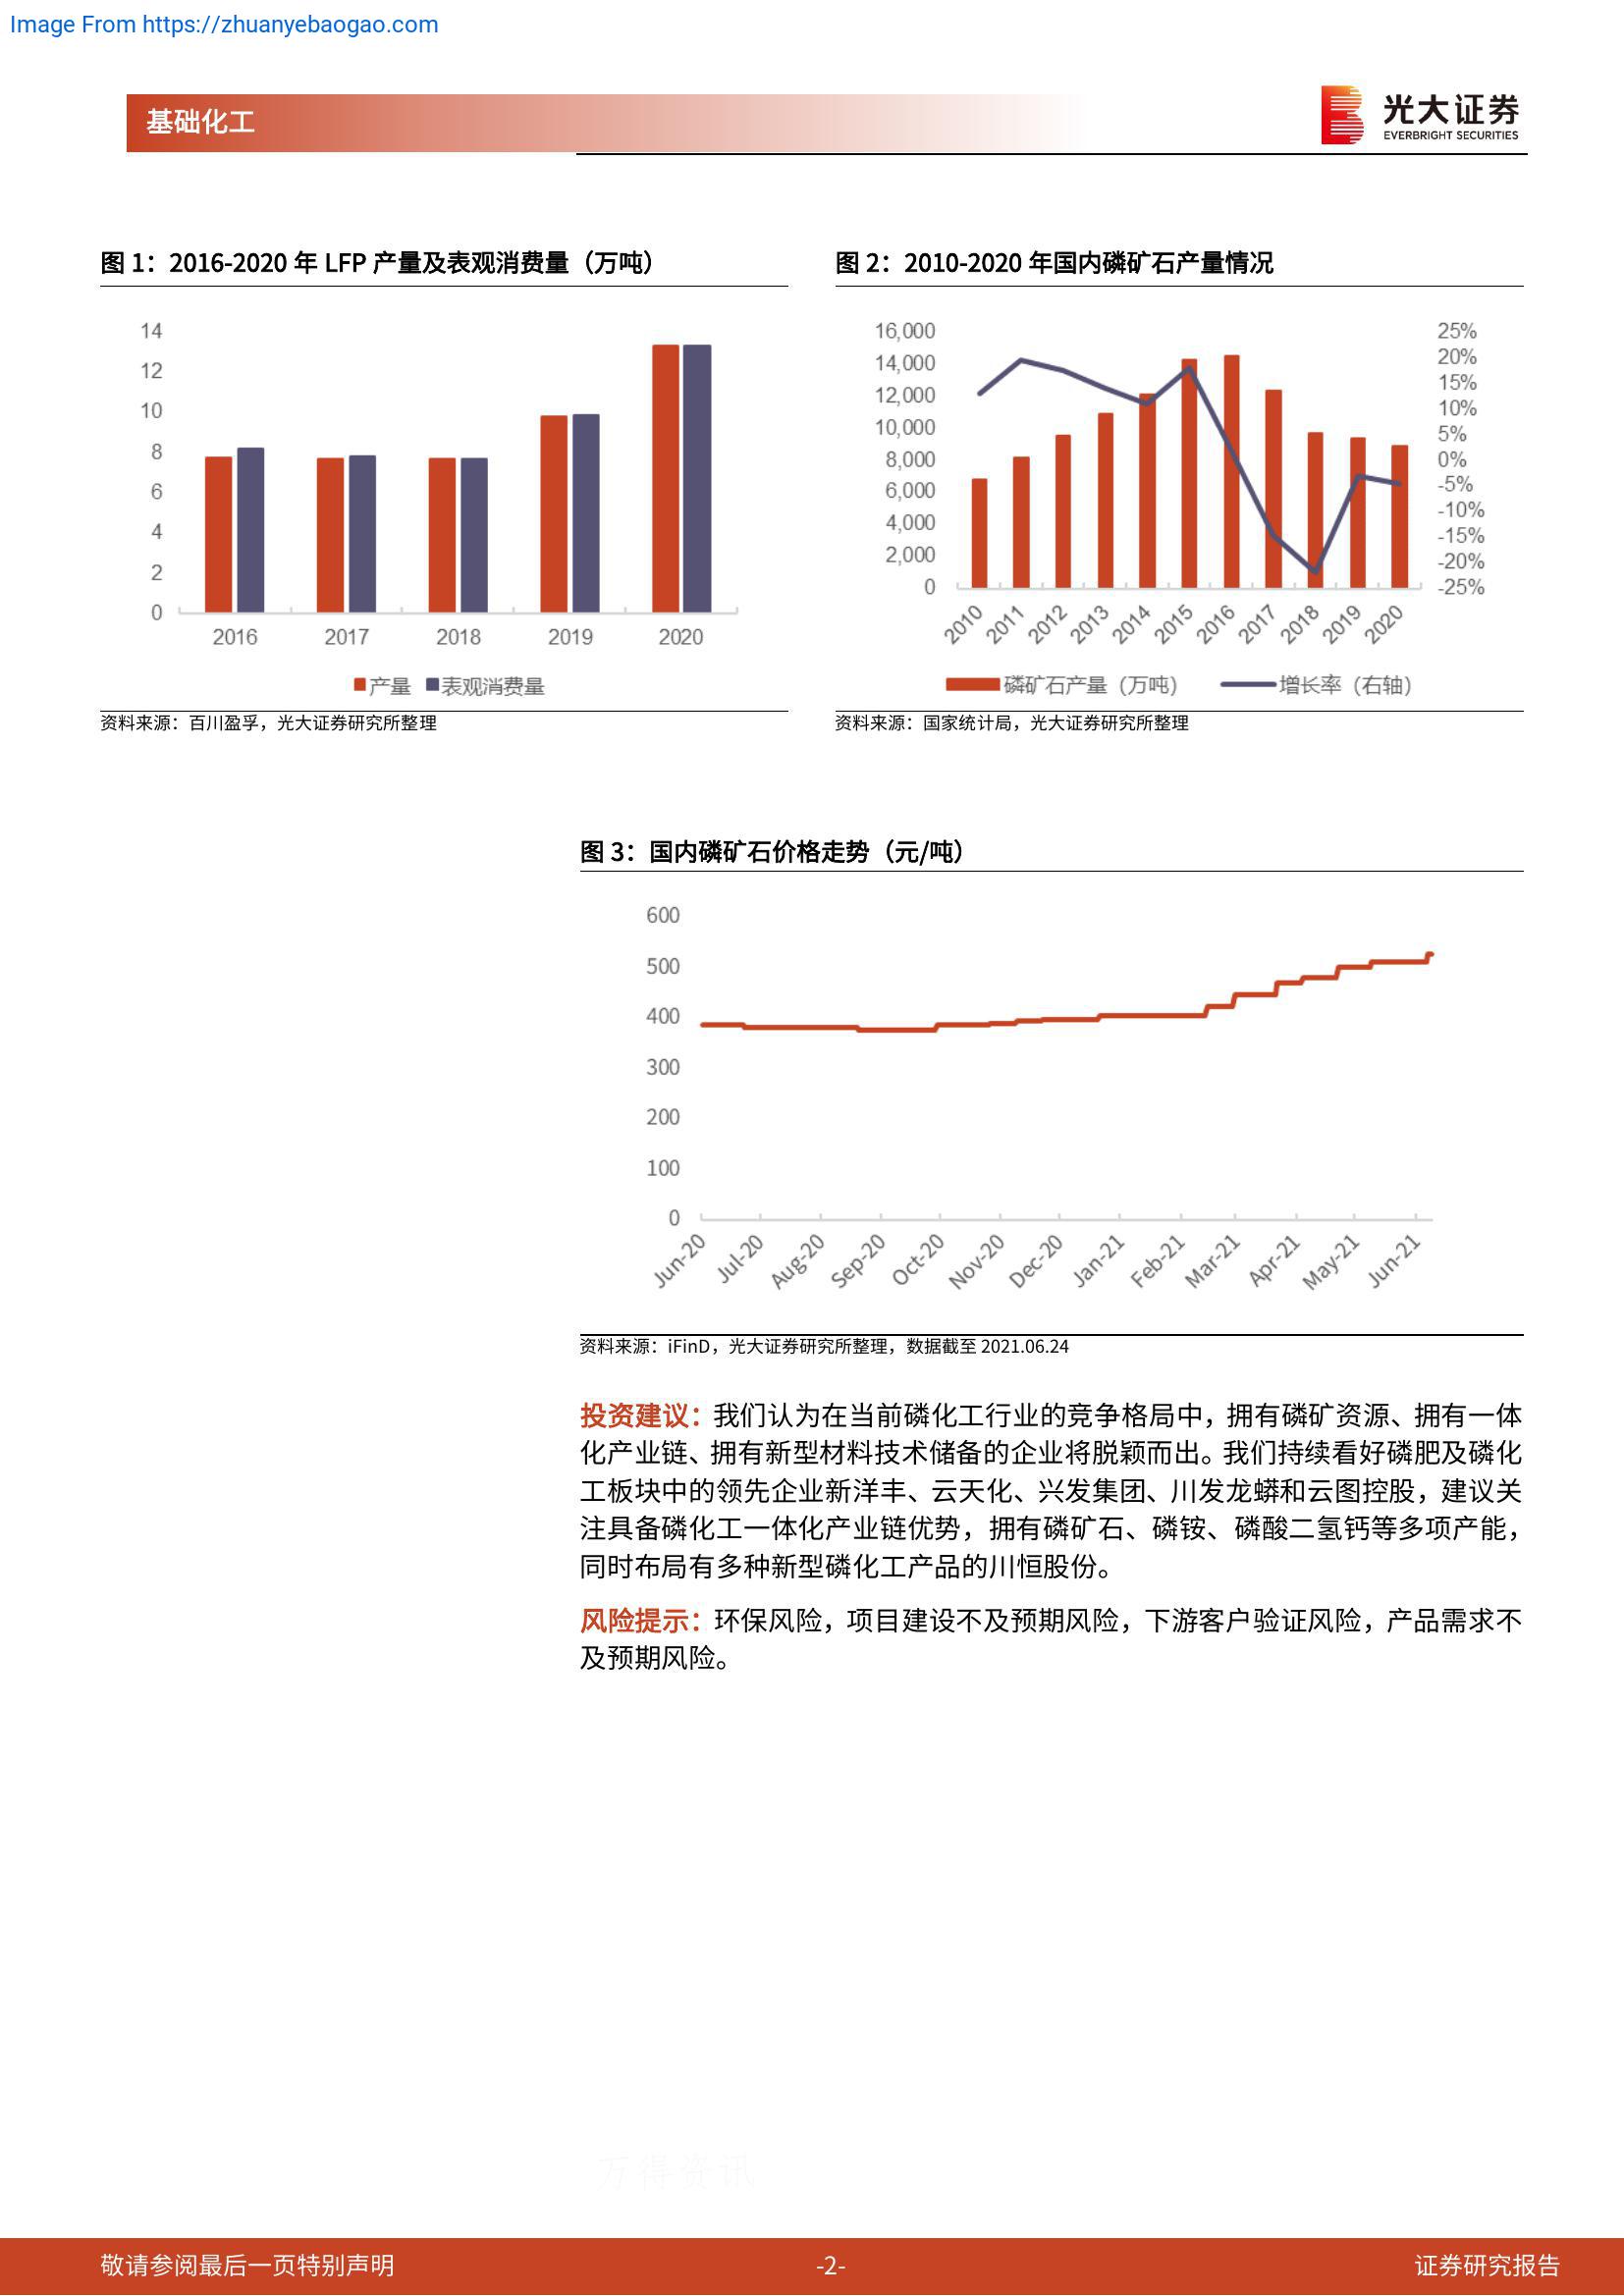 Image From https://zhuanyebaogao.com
基础化工
光大证券
EVERBRIGHT SECURITIES
图 1：2016-2020 年 LFP 产量及表观消费量（万吨）
14
12
10
8
6
4
2
0
2016 2017 2018 2019 2020
产量 表观消费量
资料来源：百川盈孚，光大证券研究所整理
图 2：2010-2020 年国内磷矿石产量情况
16,000
14,000
12,000
10,000
8,000
6,000
4,000
2,000
0
25%
20%
15%
10%
5%
0%
-5%
-10%
-15%
-20%
-25%
2010 2011 2012 2013 2014 2015 2016 2017 2018 2019 2020
磷矿石产量（万吨） 增长率（右轴）
资料来源：国家统计局，光大证券研究所整理
图 3：国内磷矿石价格走势（元/吨）
600
500
400
300
200
100
0
Jun-20 Jul-20 Aug-20 Sep-20 Oct-20 Nov-20 Dec-20 Jan-21 Feb-21 Mar-21 Apr-21 May-21 Jun-21
资料来源：iFinD，光大证券研究所整理，数据截至 2021.06.24
投资建议：我们认为在当前磷化工行业的竞争格局中，拥有磷矿资源、拥有一体
化产业链、拥有新型材料技术储备的企业将脱颖而出。我们持续看好磷肥及磷化
工板块中的领先企业新洋丰、云天化、兴发集团、川发龙蟒和云图控股，建议关
注具备磷化工一体化产业链优势，拥有磷矿石、磷铵、磷酸二氢钙等多项产能，
同时布局有多种新型磷化工产品的川恒股份。
风险提示：环保风险，项目建设不及预期风险，下游客户验证风险，产品需求不
及预期风险。
万得资讯
敬请参阅最后一页特别声明
-2-
证券研究报告